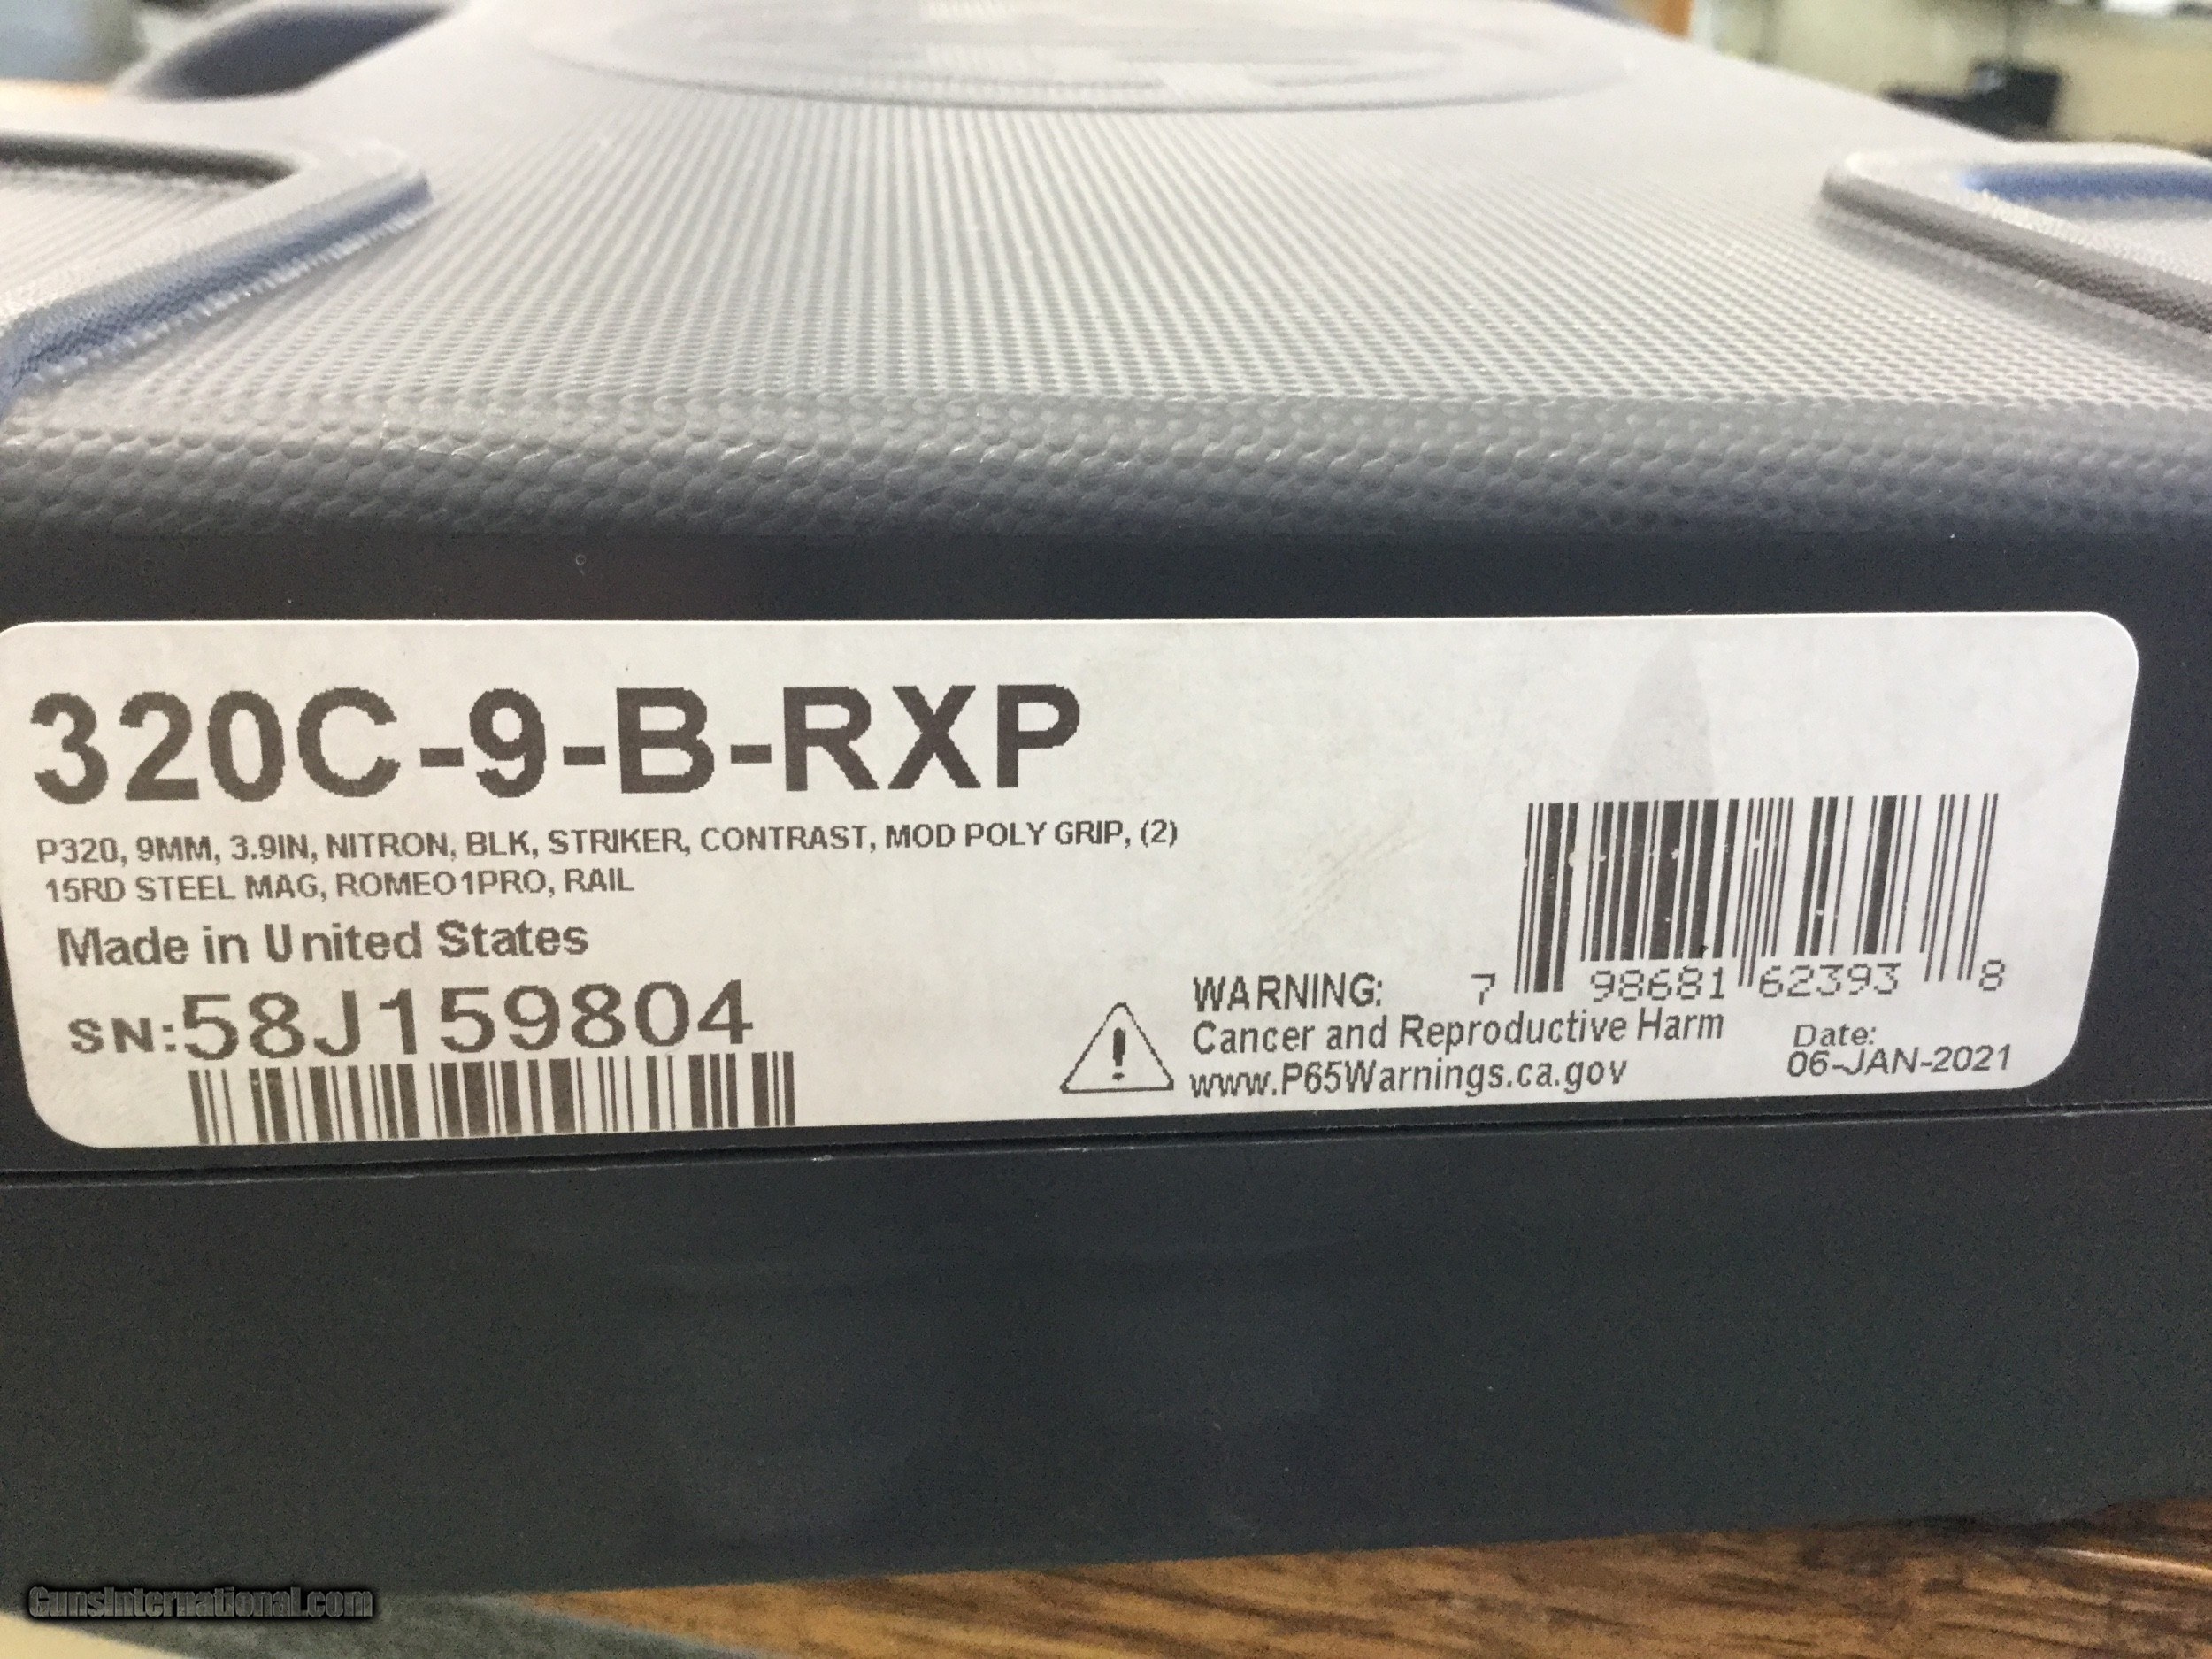 320C-9-B-RXP
P320, 9MM, 3.9IN, NITRON, BLK, STRIKER, CONTRAST, MOD POLY GRIP, (2)
15RD STEEL MAG, ROMEO1PRO, RAIL
Made in United States
SN:58J159804
WARNING:
Cancer and Reproductive Harm
www.P65Warnings.ca.gov
7 98681 62393 8
Date:
06-JAN-2021
GunsInternational.com